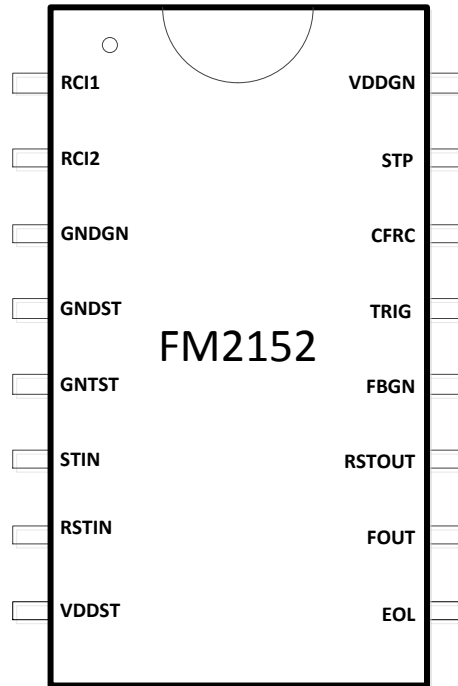 RCI1 VDDGN
RCI2 STP
GNDGN CFRC
GNDST TRIG
FM2152
GNTST FBGN
STIN RSTOUT
RSTIN FOUT
VDDST EOL